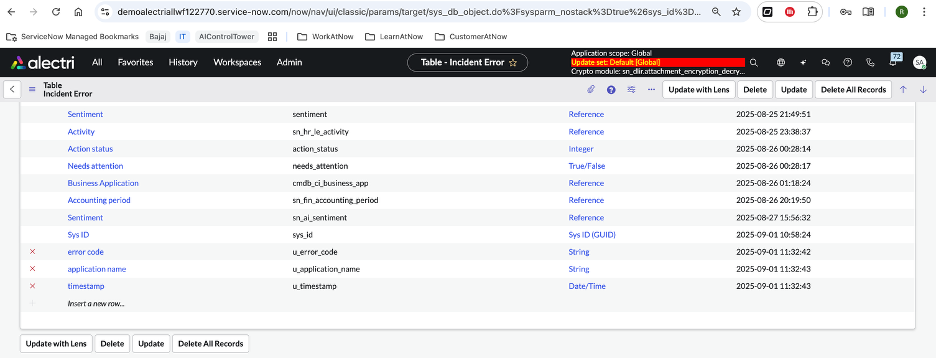 demoalectriallwf122770.service-now.com/now/nav/ui/classic/params/target/sys_db_object.do%3Fsysparm_nostack%3Dtrue%26sys_id%3D...
R
ServiceNow Managed Bookmarks Bajaj IT AIControlTower WorkAtNow LearnAtNow CustomerAtNow
alectri All Favorites History Workspaces Admin Table - Incident Error
Application scope: Global
Update set: Default [Global]
Crypto module: sn_dlir.attachment_encryption_decry...
72
SA
Table
Incident Error
Update with Lens Delete Update Delete All Records
Sentiment sentiment Reference 2025-08-25 21:49:51
Activity sn_hr_le_activity Reference 2025-08-25 23:38:37
Action status action_status Integer 2025-08-26 00:28:14
Needs attention needs_attention True/False 2025-08-26 00:28:17
Business Application cmdb_ci_business_app Reference 2025-08-26 01:18:24
Accounting period sn_fin_accounting_period Reference 2025-08-26 20:19:50
Sentiment sn_ai_sentiment Reference 2025-08-27 15:56:32
Sys ID sys_id Sys ID (GUID) 2025-09-01 10:58:24
error code u_error_code String 2025-09-01 11:32:42
application name u_application_name String 2025-09-01 11:32:43
timestamp u_timestamp Date/Time 2025-09-01 11:32:43
Insert a new row...
Update with Lens Delete Update Delete All Records